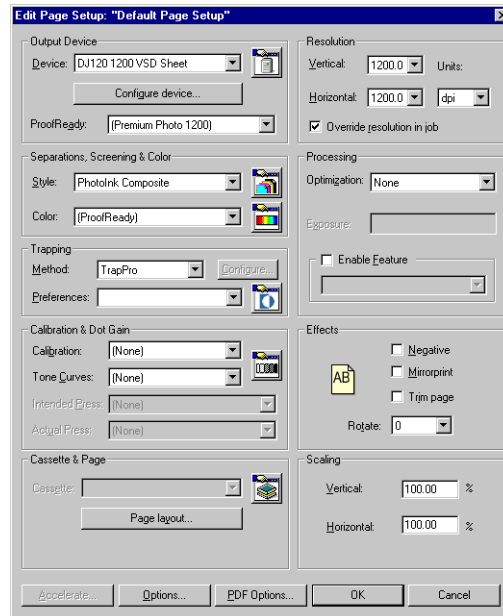 Edit Page Setup: "Default Page Setup"
Output Device
Device: DJ120 1200 VSD Sheet
Configure device...
ProofReady: (Premium Photo 1200)
Resolution
Vertical: 1200.0 Units:
Horizontal: 1200.0 dpi
Override resolution in job
Separations, Screening & Color
Style: PhotoInk Composite
Color: (ProofReady)
Processing
Optimization: None
Exposure:
Enable Feature
Trapping
Method: TrapPro Configure...
Preferences:
Calibration & Dot Gain
Calibration: (None)
Tone Curves: (None)
Intended Press: (None)
Actual Press: (None)
Effects
AB
Negative
Mirrorprint
Trim page
Rotate: 0
Cassette & Page
Cassette:
Page layout...
Scaling
Vertical: 100.00 %
Horizontal: 100.00 %
Accelerate... Options... PDF Options... OK Cancel